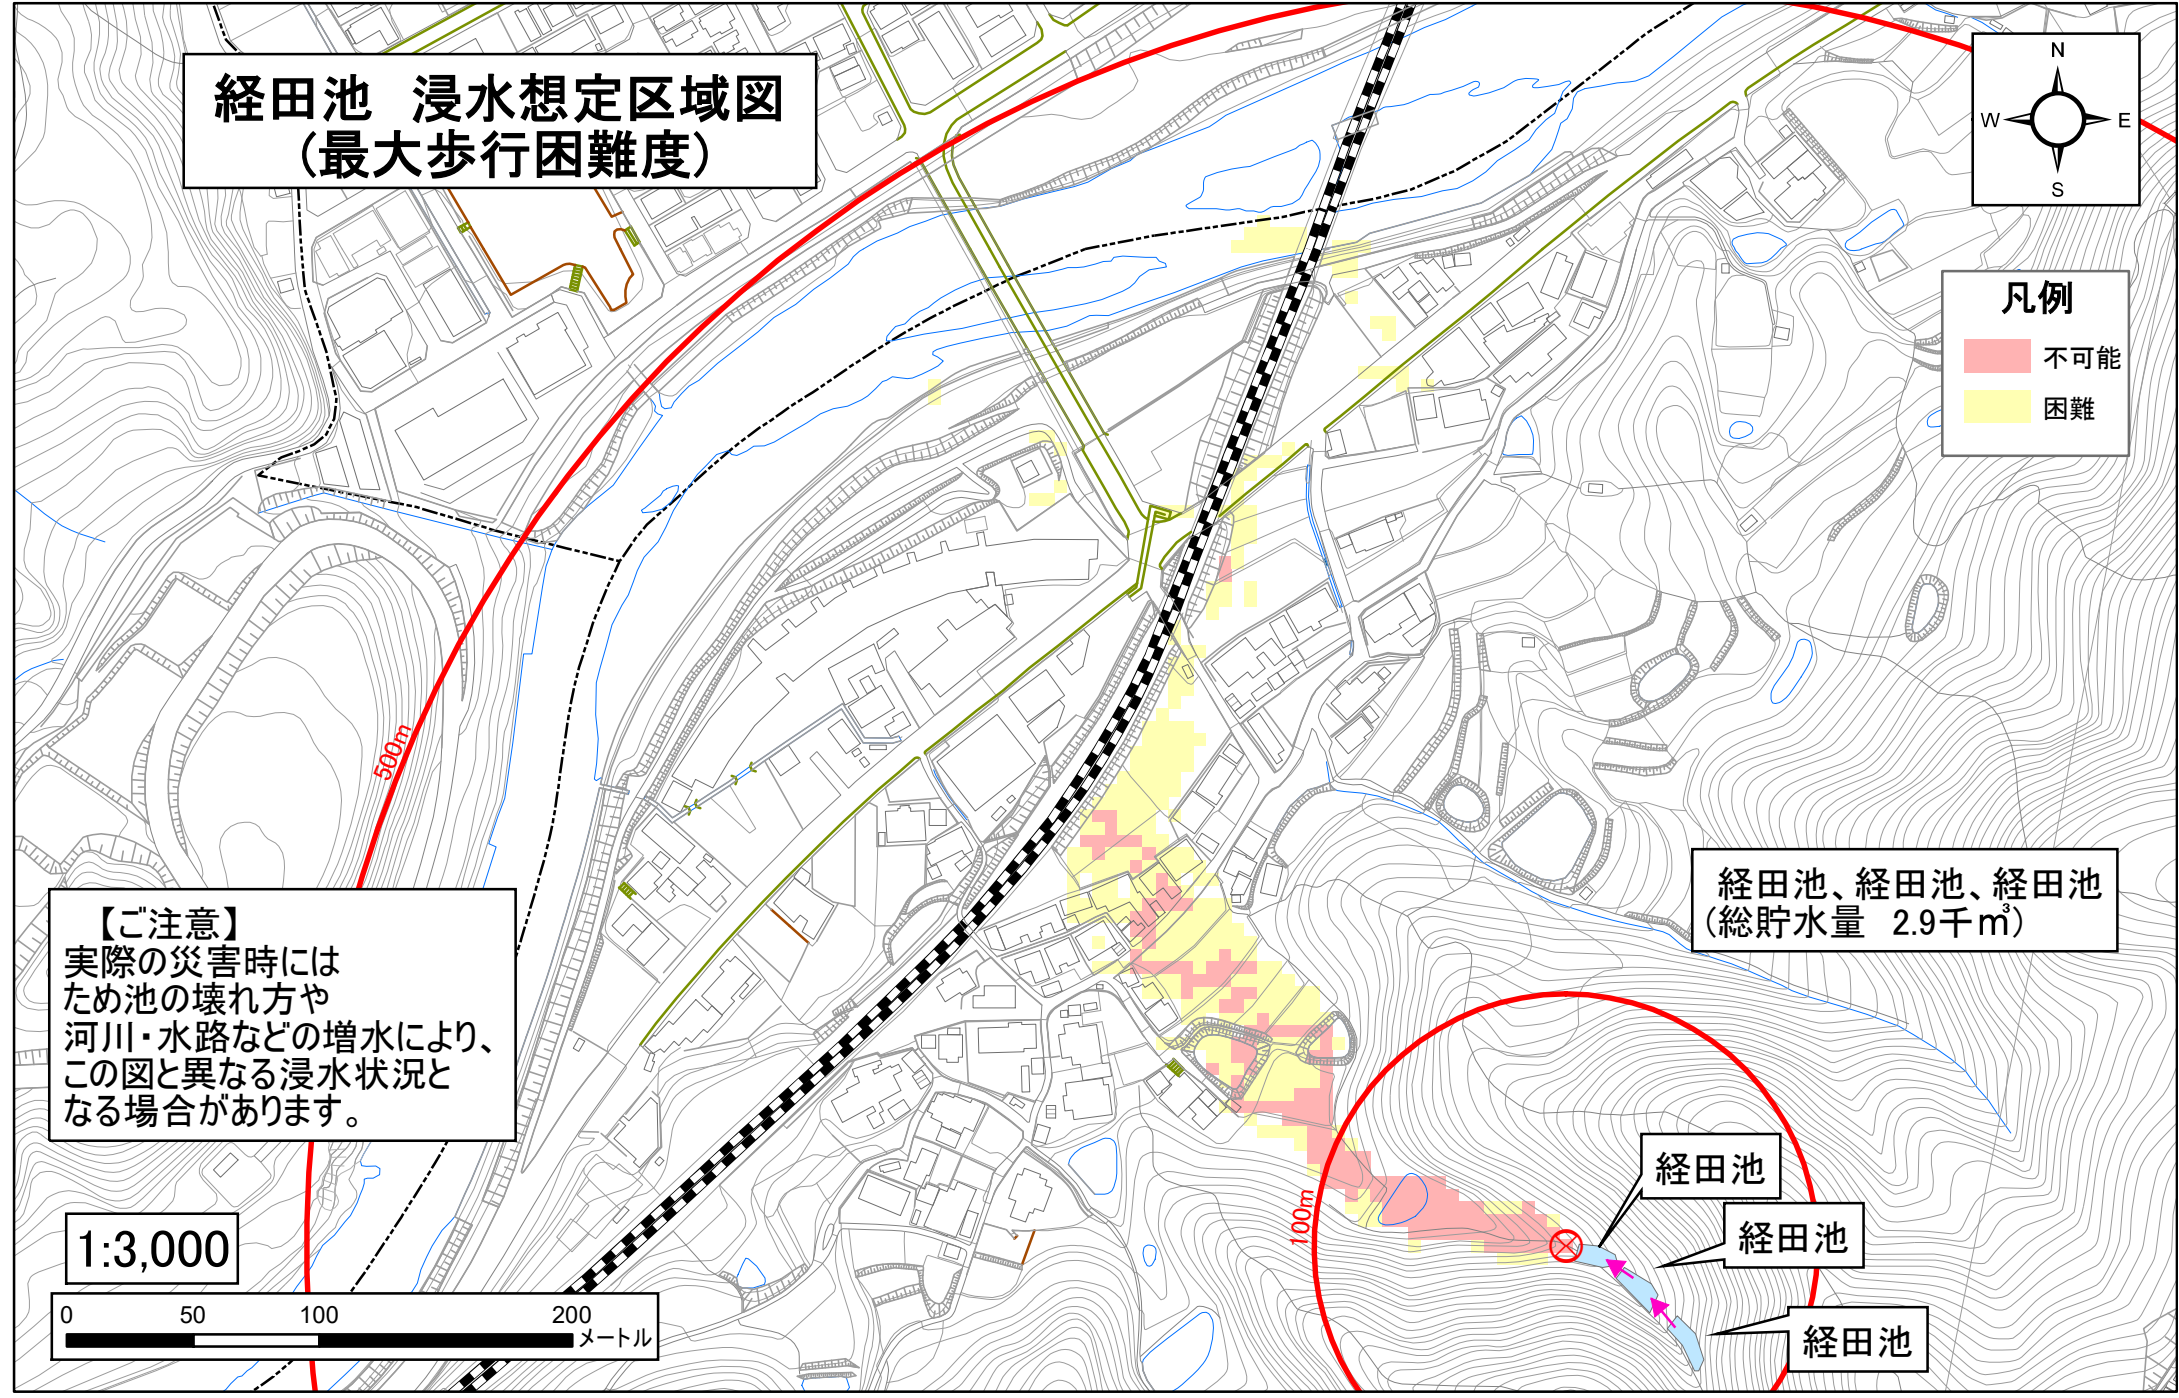 経田池　浸水想定区域図
(最大歩行困難度)
N
W
E
S
凡例
不可能
困難
500m
経田池、経田池、経田池
(総貯水量　2.9千㎥)
【ご注意】
実際の災害時には
ため池の壊れ方や
河川・水路などの増水により、
この図と異なる浸水状況と
なる場合があります。
経田池
100m
経田池
経田池
1:3,000
0 50 100 200
メートル